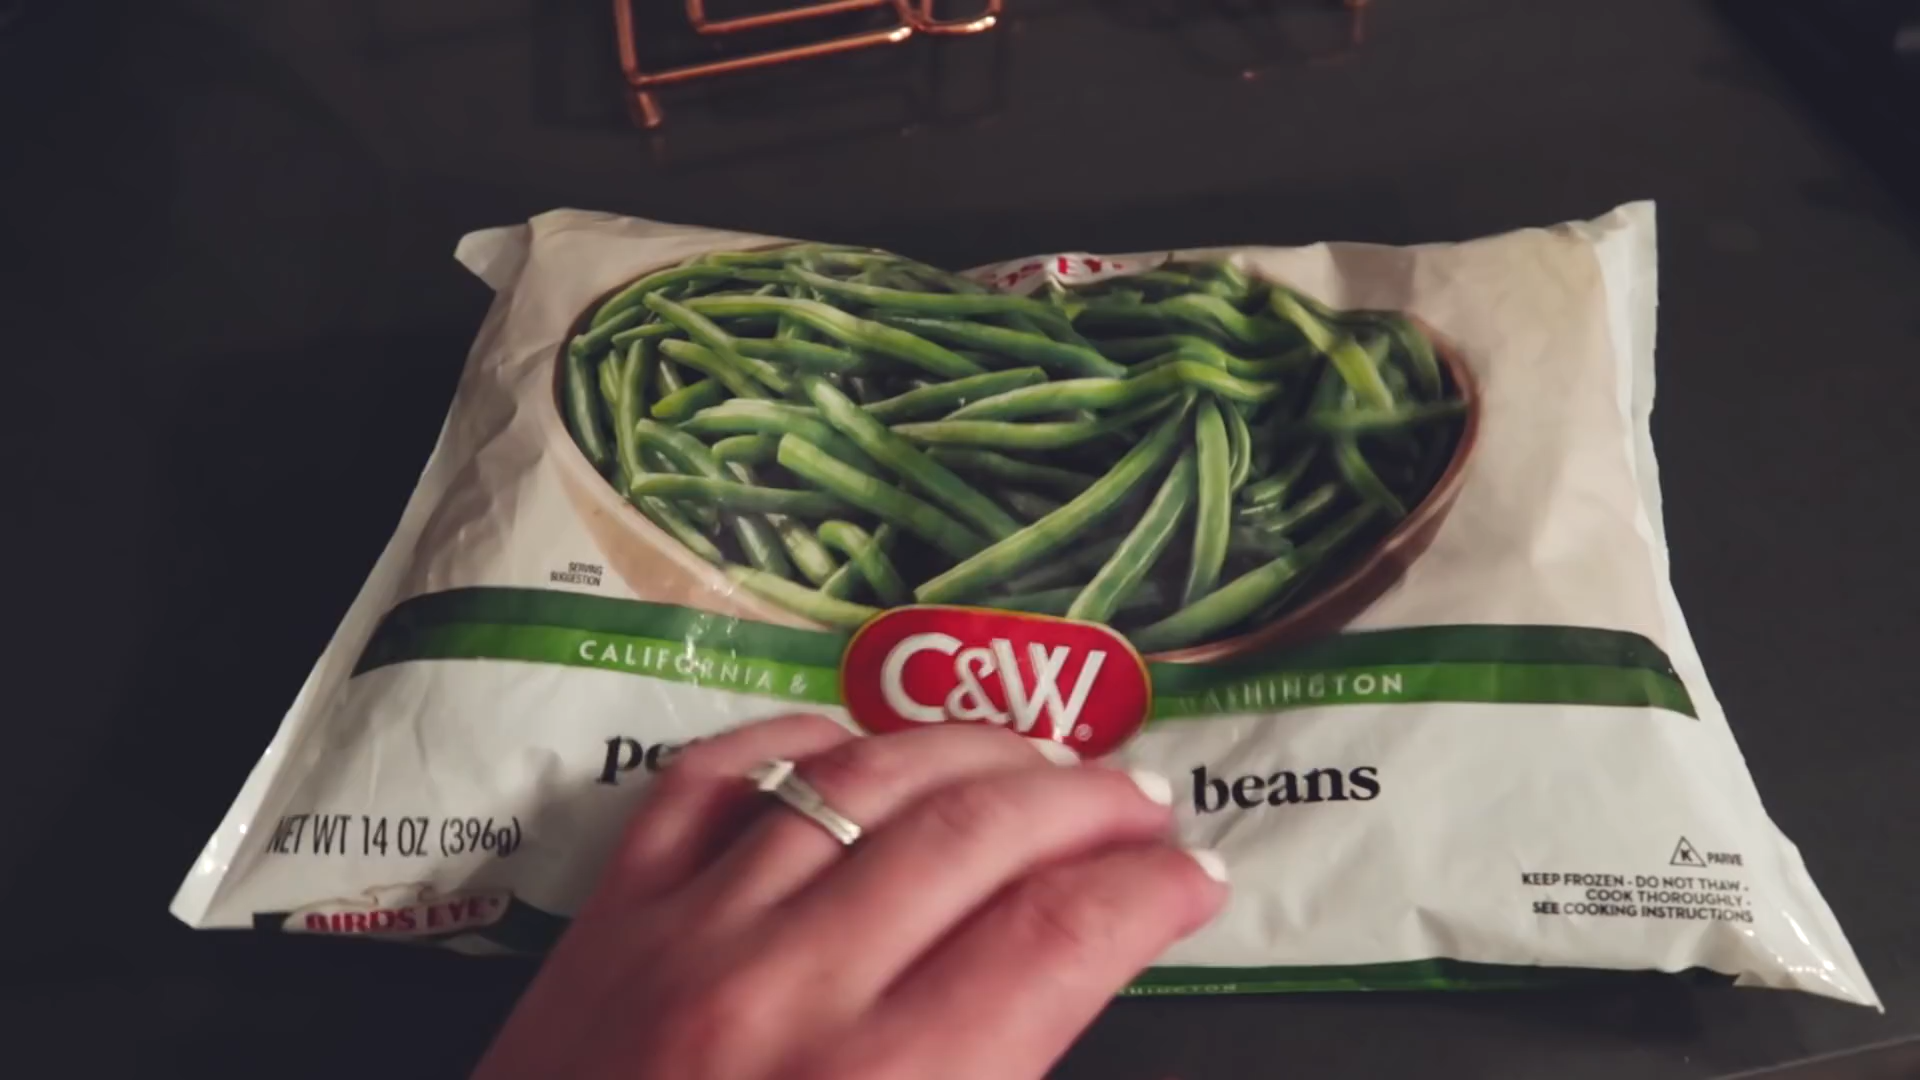 SERVING
SUGGESTION
CALIFORNIA & WASHINGTON
C&W®
beans
NET WT 14 OZ (396g)
K PARVE
KEEP FROZEN - DO NOT THAW -
COOK THOROUGHLY -
SEE COOKING INSTRUCTIONS
BIRDS EYE